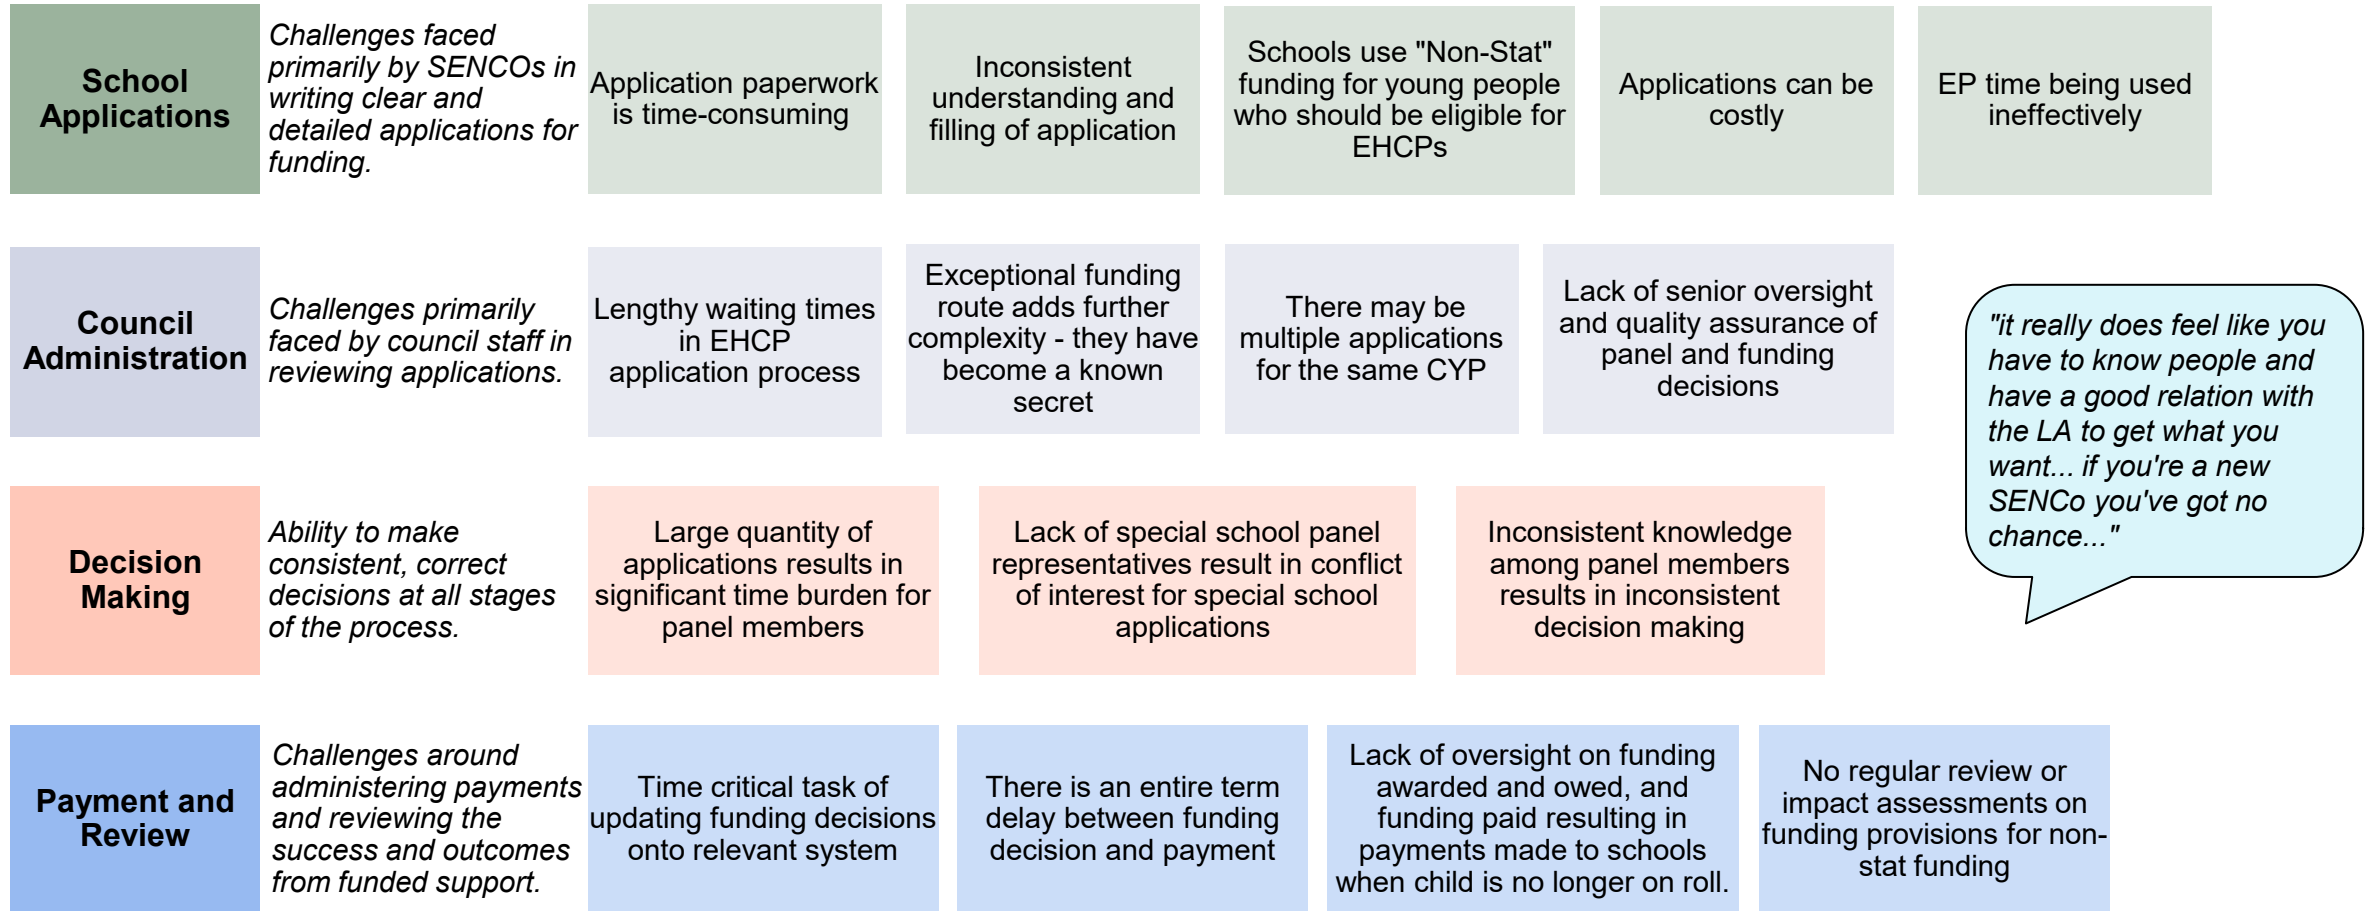 School
Applications
Challenges faced
primarily by SENCOs in
writing clear and
detailed applications for
funding.
Application paperwork
is time-consuming
Inconsistent
understanding and
filling of application
Schools use "Non-Stat"
funding for young people
who should be eligible for
EHCPs
Applications can be
costly
EP time being used
ineffectively
Council
Administration
Challenges primarily
faced by council staff in
reviewing applications.
Lengthy waiting times
in EHCP
application process
Exceptional funding
route adds further
complexity - they have
become a known
secret
There may be
multiple applications
for the same CYP
Lack of senior oversight
and quality assurance of
panel and funding
decisions
"it really does feel like you
have to know people and
have a good relation with
the LA to get what you
want... if you're a new
SENCo you've got no
chance..."
Decision
Making
Ability to make
consistent, correct
decisions at all stages
of the process.
Large quantity of
applications results in
significant time burden for
panel members
Lack of special school panel
representatives result in conflict
of interest for special school
applications
Inconsistent knowledge
among panel members
results in inconsistent
decision making
Payment and
Review
Challenges around
administering payments
and reviewing the
success and outcomes
from funded support.
Time critical task of
updating funding decisions
onto relevant system
There is an entire term
delay between funding
decision and payment
Lack of oversight on funding
awarded and owed, and
funding paid resulting in
payments made to schools
when child is no longer on roll.
No regular review or
impact assessments on
funding provisions for non-
stat funding